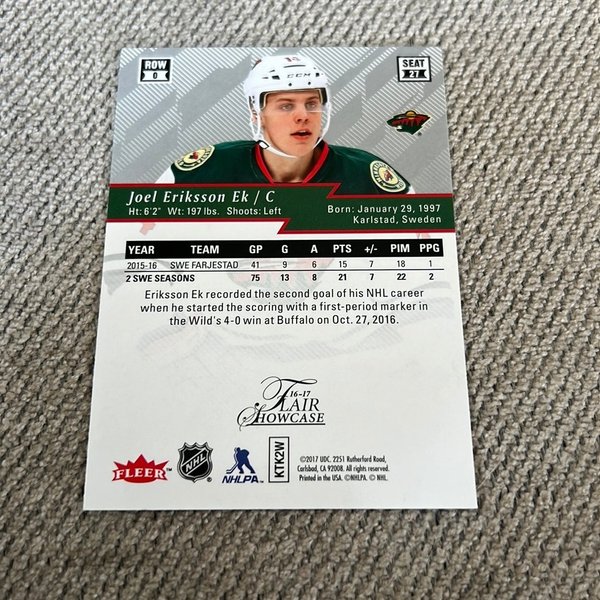 ROW
0
SEAT
27
14
CCM
Joel Eriksson Ek / C
Ht: 6'2" Wt: 197 lbs. Shoots: Left
Born: January 29, 1997
Karlstad, Sweden
YEAR TEAM GP G A PTS +/- PIM PPG
2015-16 SWE FARJESTAD 41 9 6 15 7 18 1
2 SWE SEASONS 75 13 8 21 7 22 2
Eriksson Ek recorded the second goal of his NHL career
when he started the scoring with a first-period marker in
the Wild's 4-0 win at Buffalo on Oct. 27, 2016.
16-17
FLAIR
SHOWCASE
FLEER™
NHL
NHLPA™
KTK2W
©2017 UDC. 2251 Rutherford Road,
Carlsbad, CA 92008. All rights reserved.
Printed in the USA. ©NHLPA. © NHL.